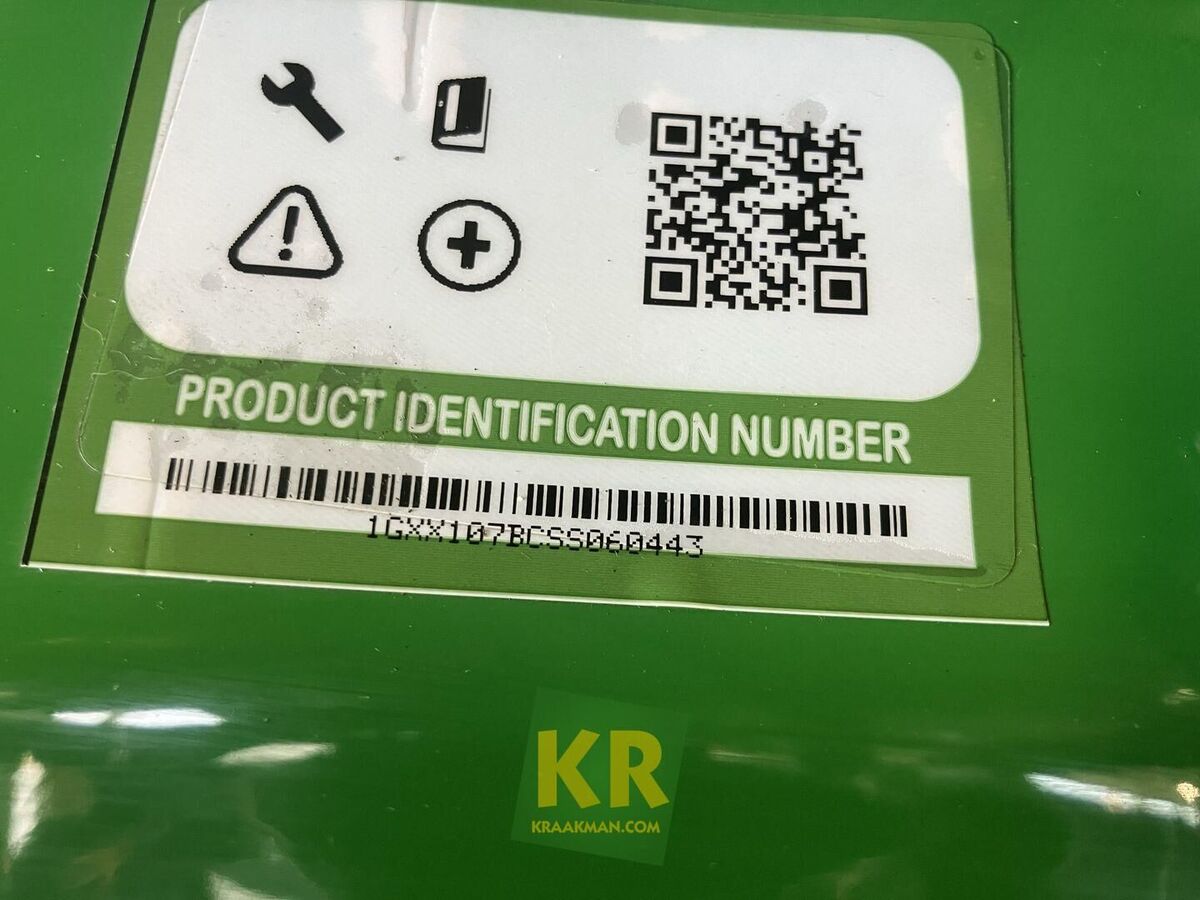 PRODUCT IDENTIFICATION NUMBER
1GXX107BCSS060443
KR
KRAAKMAN.COM